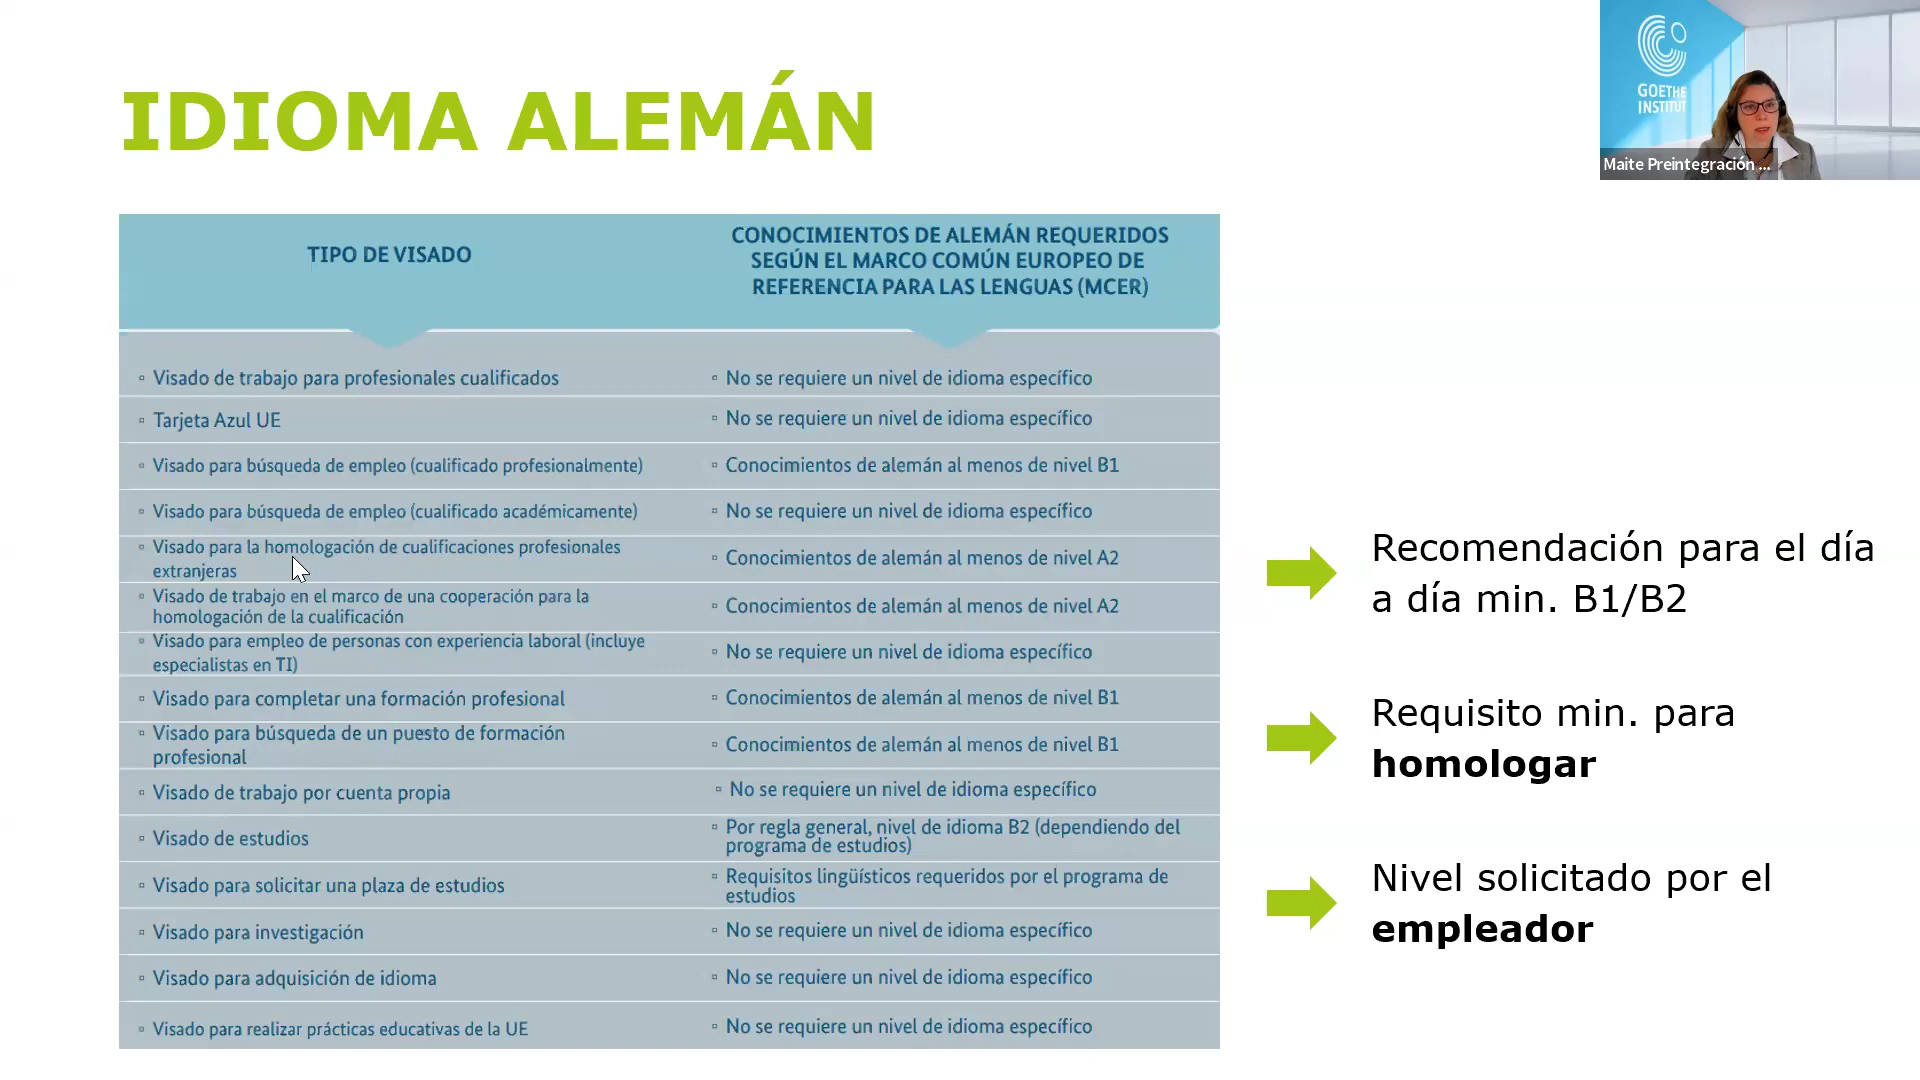 IDIOMA ALEMÁN
GOETHE
INSTITUT
Maite Preintegración ...
TIPO DE VISADO
CONOCIMIENTOS DE ALEMÁN REQUERIDOS
SEGÚN EL MARCO COMÚN EUROPEO DE
REFERENCIA PARA LAS LENGUAS (MCER)
▫ Visado de trabajo para profesionales cualificados
▫ No se requiere un nivel de idioma específico
▫ Tarjeta Azul UE
▫ No se requiere un nivel de idioma específico
▫ Visado para búsqueda de empleo (cualificado profesionalmente)
▫ Conocimientos de alemán al menos de nivel B1
▫ Visado para búsqueda de empleo (cualificado académicamente)
▫ No se requiere un nivel de idioma específico
▫ Visado para la homologación de cualificaciones profesionales
extranjeras
▫ Conocimientos de alemán al menos de nivel A2
▫ Visado de trabajo en el marco de una cooperación para la
homologación de la cualificación
▫ Conocimientos de alemán al menos de nivel A2
▫ Visado para empleo de personas con experiencia laboral (incluye
especialistas en TI)
▫ No se requiere un nivel de idioma específico
▫ Visado para completar una formación profesional
▫ Conocimientos de alemán al menos de nivel B1
▫ Visado para búsqueda de un puesto de formación
profesional
▫ Conocimientos de alemán al menos de nivel B1
▫ Visado de trabajo por cuenta propia
▫ No se requiere un nivel de idioma específico
▫ Visado de estudios
▫ Por regla general, nivel de idioma B2 (dependiendo del
programa de estudios)
▫ Visado para solicitar una plaza de estudios
▫ Requisitos lingüísticos requeridos por el programa de
estudios
▫ Visado para investigación
▫ No se requiere un nivel de idioma específico
▫ Visado para adquisición de idioma
▫ No se requiere un nivel de idioma específico
▫ Visado para realizar prácticas educativas de la UE
▫ No se requiere un nivel de idioma específico
Recomendación para el día
a día min. B1/B2
Requisito min. para
homologar
Nivel solicitado por el
empleador